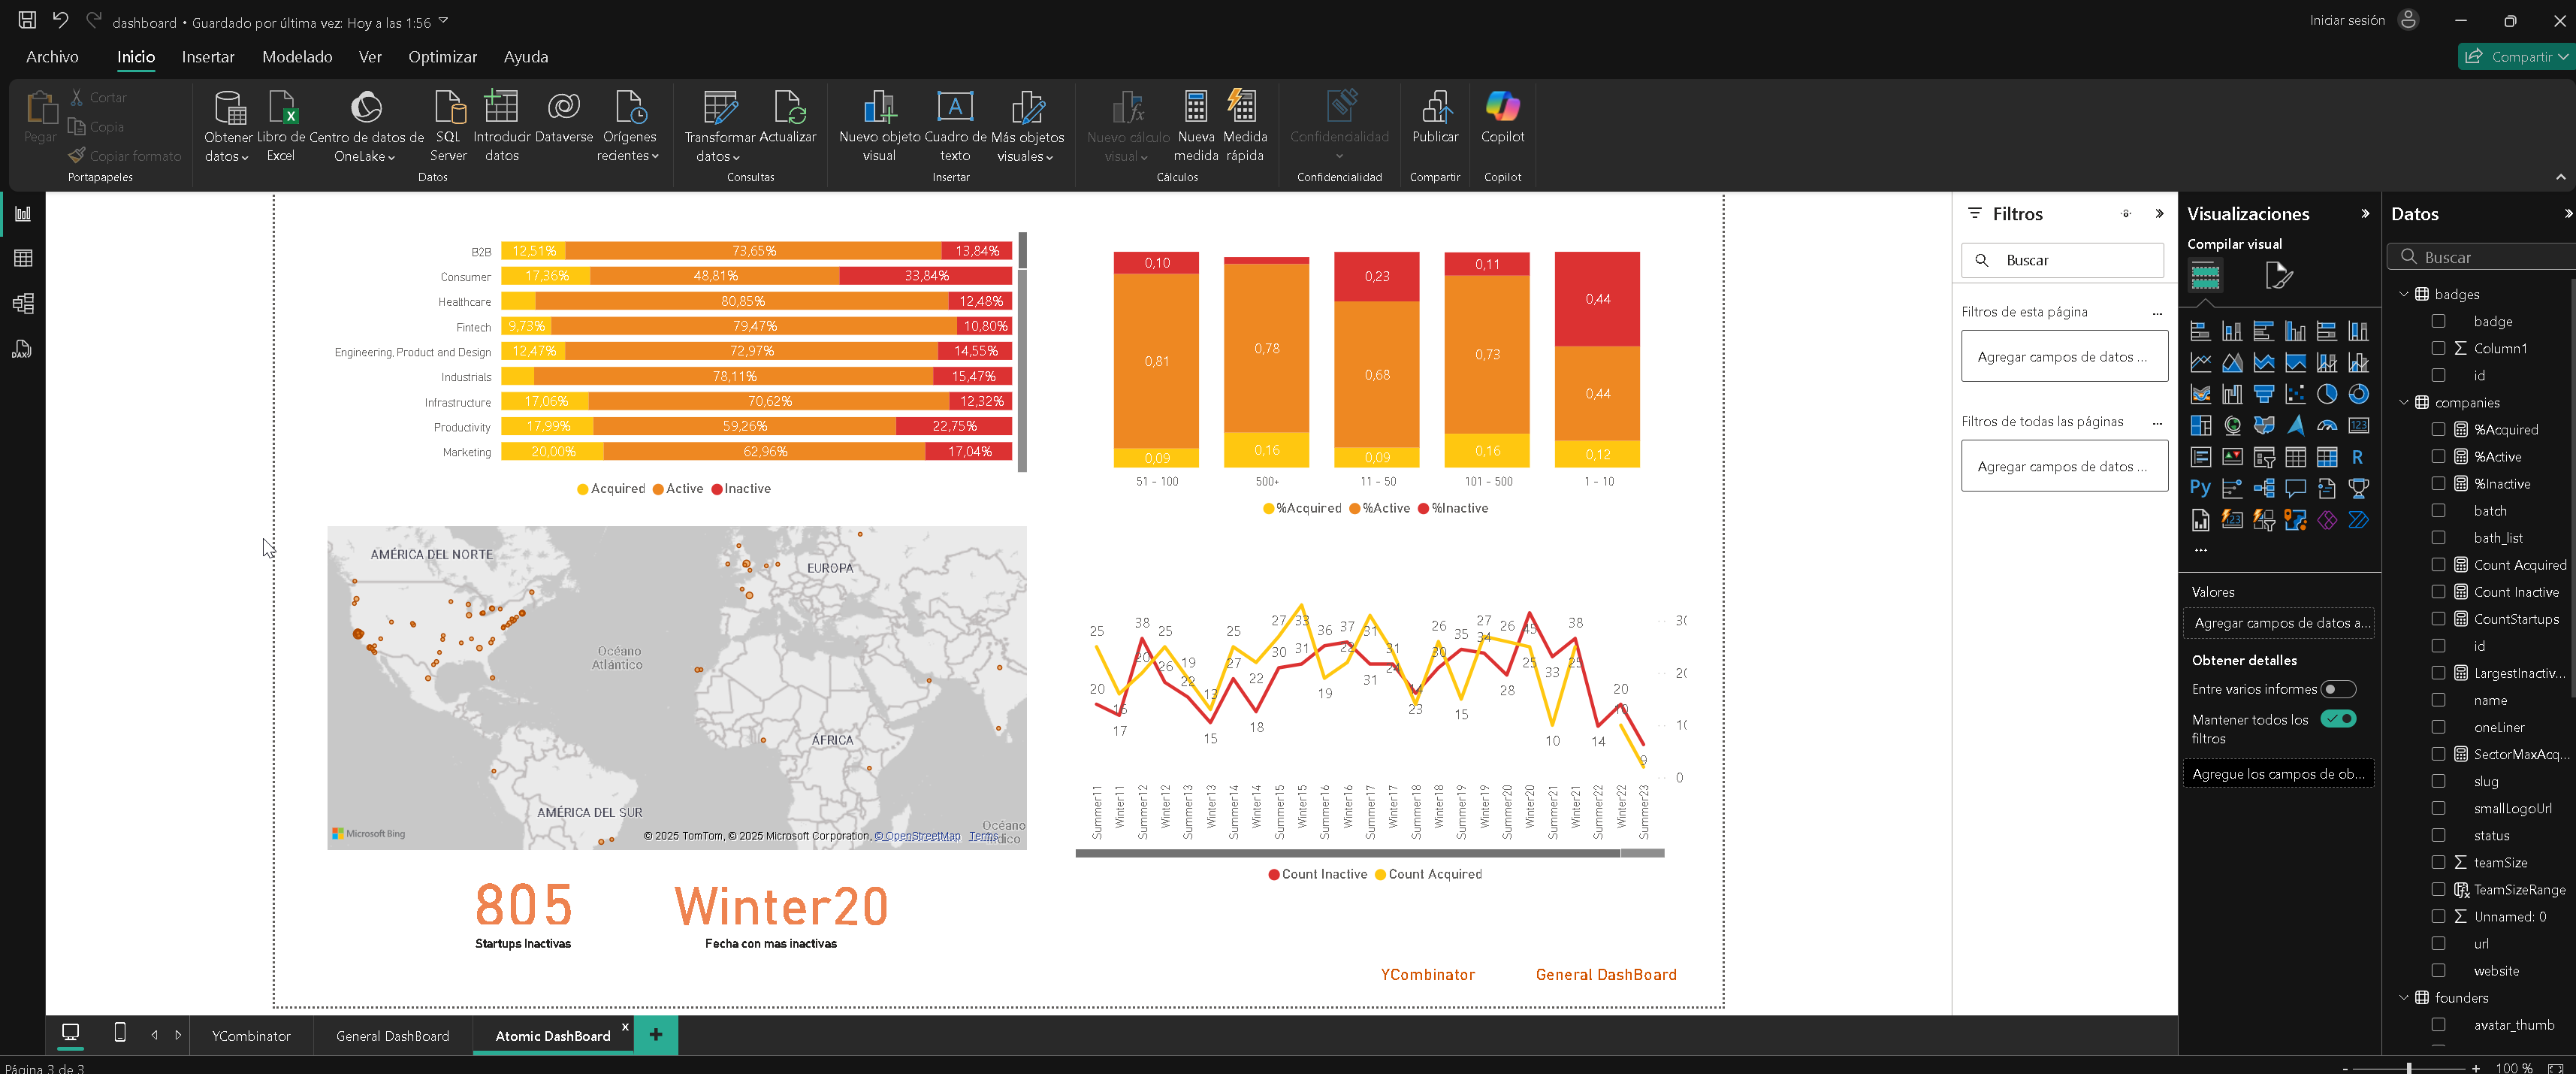 dashboard • Guardado por última vez: Hoy a las 1:56
Iniciar sesión
Archivo Inicio Insertar Modelado Ver Optimizar Ayuda
Compartir
Pegar
Cortar
Copia
Copiar formato
Portapapeles
Obtener datos
Libro de Excel
Centro de datos de OneLake
SQL Server
Introducir datos
Dataverse
Orígenes recientes
Datos
Transformar datos
Actualizar
Consultas
Nuevo objeto visual
Cuadro de texto
Más objetos visuales
Insertar
Nuevo cálculo visual
Nueva medida
Medida rápida
Cálculos
Confidencialidad
Confidencialidad
Publicar
Compartir
Copilot
Copilot
B2B 12,51% 73,65% 13,84%
Consumer 17,36% 48,81% 33,84%
Healthcare 80,85% 12,48%
Fintech 9,73% 79,47% 10,80%
Engineering, Product and Design 12,47% 72,97% 14,55%
Industrials 78,11% 15,47%
Infrastructure 17,06% 70,62% 12,32%
Productivity 17,99% 59,26% 22,75%
Marketing 20,00% 62,96% 17,04%
Acquired Active Inactive
0,10 0,23 0,11 0,44
0,81 0,78 0,68 0,73 0,44
0,09 0,16 0,09 0,16 0,12
51 - 100 500+ 11 - 50 101-500 1 - 10
%Acquired %Active %Inactive
AMÉRICA DEL NORTE
EUROPA
Océano Atlántico
ÁFRICA
AMÉRICA DEL SUR
Microsoft Bing
© 2025 TomTom, © 2025 Microsoft Corporation, © OpenStreetMap Terms
25 38 25 19 25 27 33 36 37 31 31 26 35 27 26 45 38
20 20 26 22 13 27 22 30 31 22 24 30 34 25 25 20
16 17 15 18 19 31 14 23 15 28 33 10 14 10 9
20
10
0
Summer11 Winter11 Summer12 Winter12 Summer13 Winter13 Summer14 Winter14 Summer15 Winter15 Summer16 Winter16 Summer17 Winter17 Summer18 Winter18 Summer19 Winter19 Summer20 Winter20 Summer21 Winter21 Summer22 Winter22 Summer23
Count Inactive Count Acquired
805
Startups Inactivas
Winter20
Fecha con mas inactivas
YCombinator General DashBoard
Filtros
Buscar
Filtros de esta página ...
Agregar campos de datos ...
Filtros de todas las páginas ...
Agregar campos de datos ...
Visualizaciones
Compilar visual
Py
R
123
...
Valores
Agregar campos de datos a...
Obtener detalles
Entre varios informes
Mantener todos los filtros
Agregue los campos de ob...
Datos
Buscar
badges
badge
Column1
id
companies
%Acquired
%Active
%Inactive
batch
bath_list
Count Acquired
Count Inactive
CountStartups
id
LargestInactiv...
name
oneLiner
SectorMaxAcq...
slug
smallLogoUrl
status
teamSize
TeamSizeRange
Unnamed: 0
url
website
founders
avatar_thumb
YCombinator General DashBoard Atomic DashBoard
Página 3 de 3
100 %